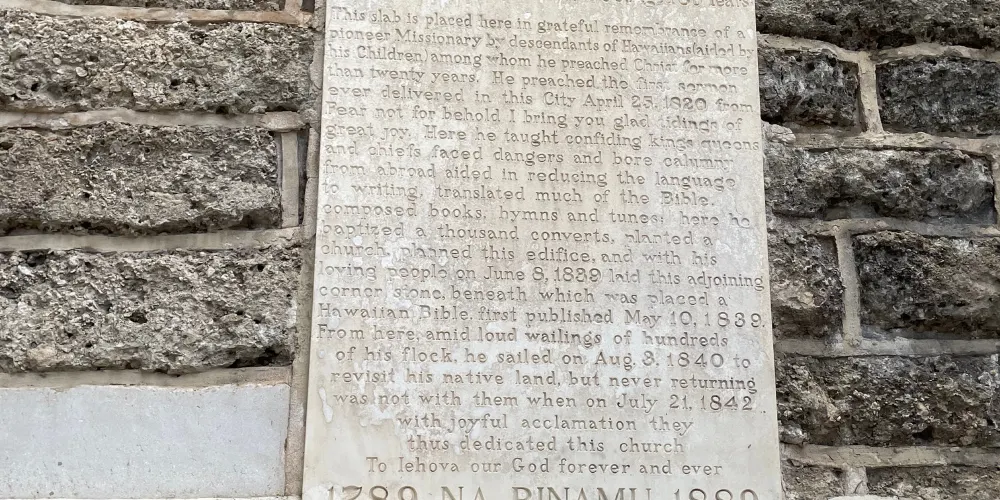 This slab is placed here in grateful remembrance of a
pioneer Missionary by descendants of Hawaiians(aided by
his Children) among whom he preached Christ for more
than twenty years. He preached the first sermon
ever delivered in this City April 25, 1820 from
Fear not for behold I bring you glad tidings of
great joy. Here he taught confiding kings queens
and chiefs faced dangers and bore calumny
from abroad aided in reducing the language
to writing, translated much of the Bible,
composed books, hymns and tunes; here he
baptized a thousand converts, planted a
church, planned this edifice, and with his
loving people on June 8, 1839 laid this adjoining
corner stone, beneath which was placed a
Hawaiian Bible, first published May 10, 1839.
From here, amid loud wailings of hundreds
of his flock, he sailed on Aug. 3, 1840 to
revisit his native land, but never returning
was not with them when on July 21, 1842
with joyful acclamation they
thus dedicated this church
To Iehova our God forever and ever
1789 NA BINAMU 1889